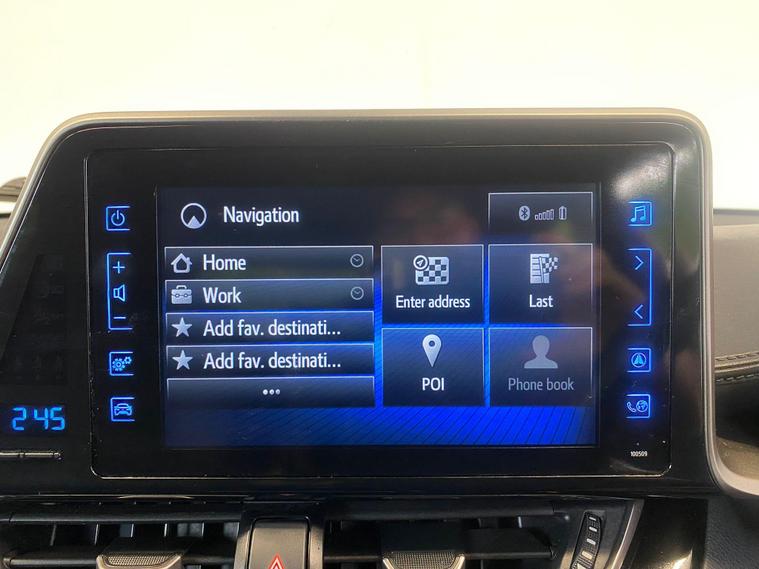 Navigation
Home
Work
Add fav. destinati...
Add fav. destinati...
...
Enter address
Last
POI
Phone book
2:45
100509